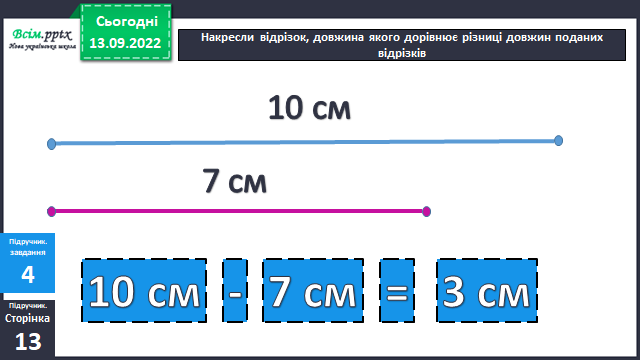 Всім.pptx
Нова українська школа
Сьогодні
13.09.2022
Накресли відрізок, довжина якого дорівнює різниці довжин поданих
відрізків
10 см
7 см
Підручник.
завдання
4
10 см - 7 см = 3 см
Підручник.
Сторінка
13